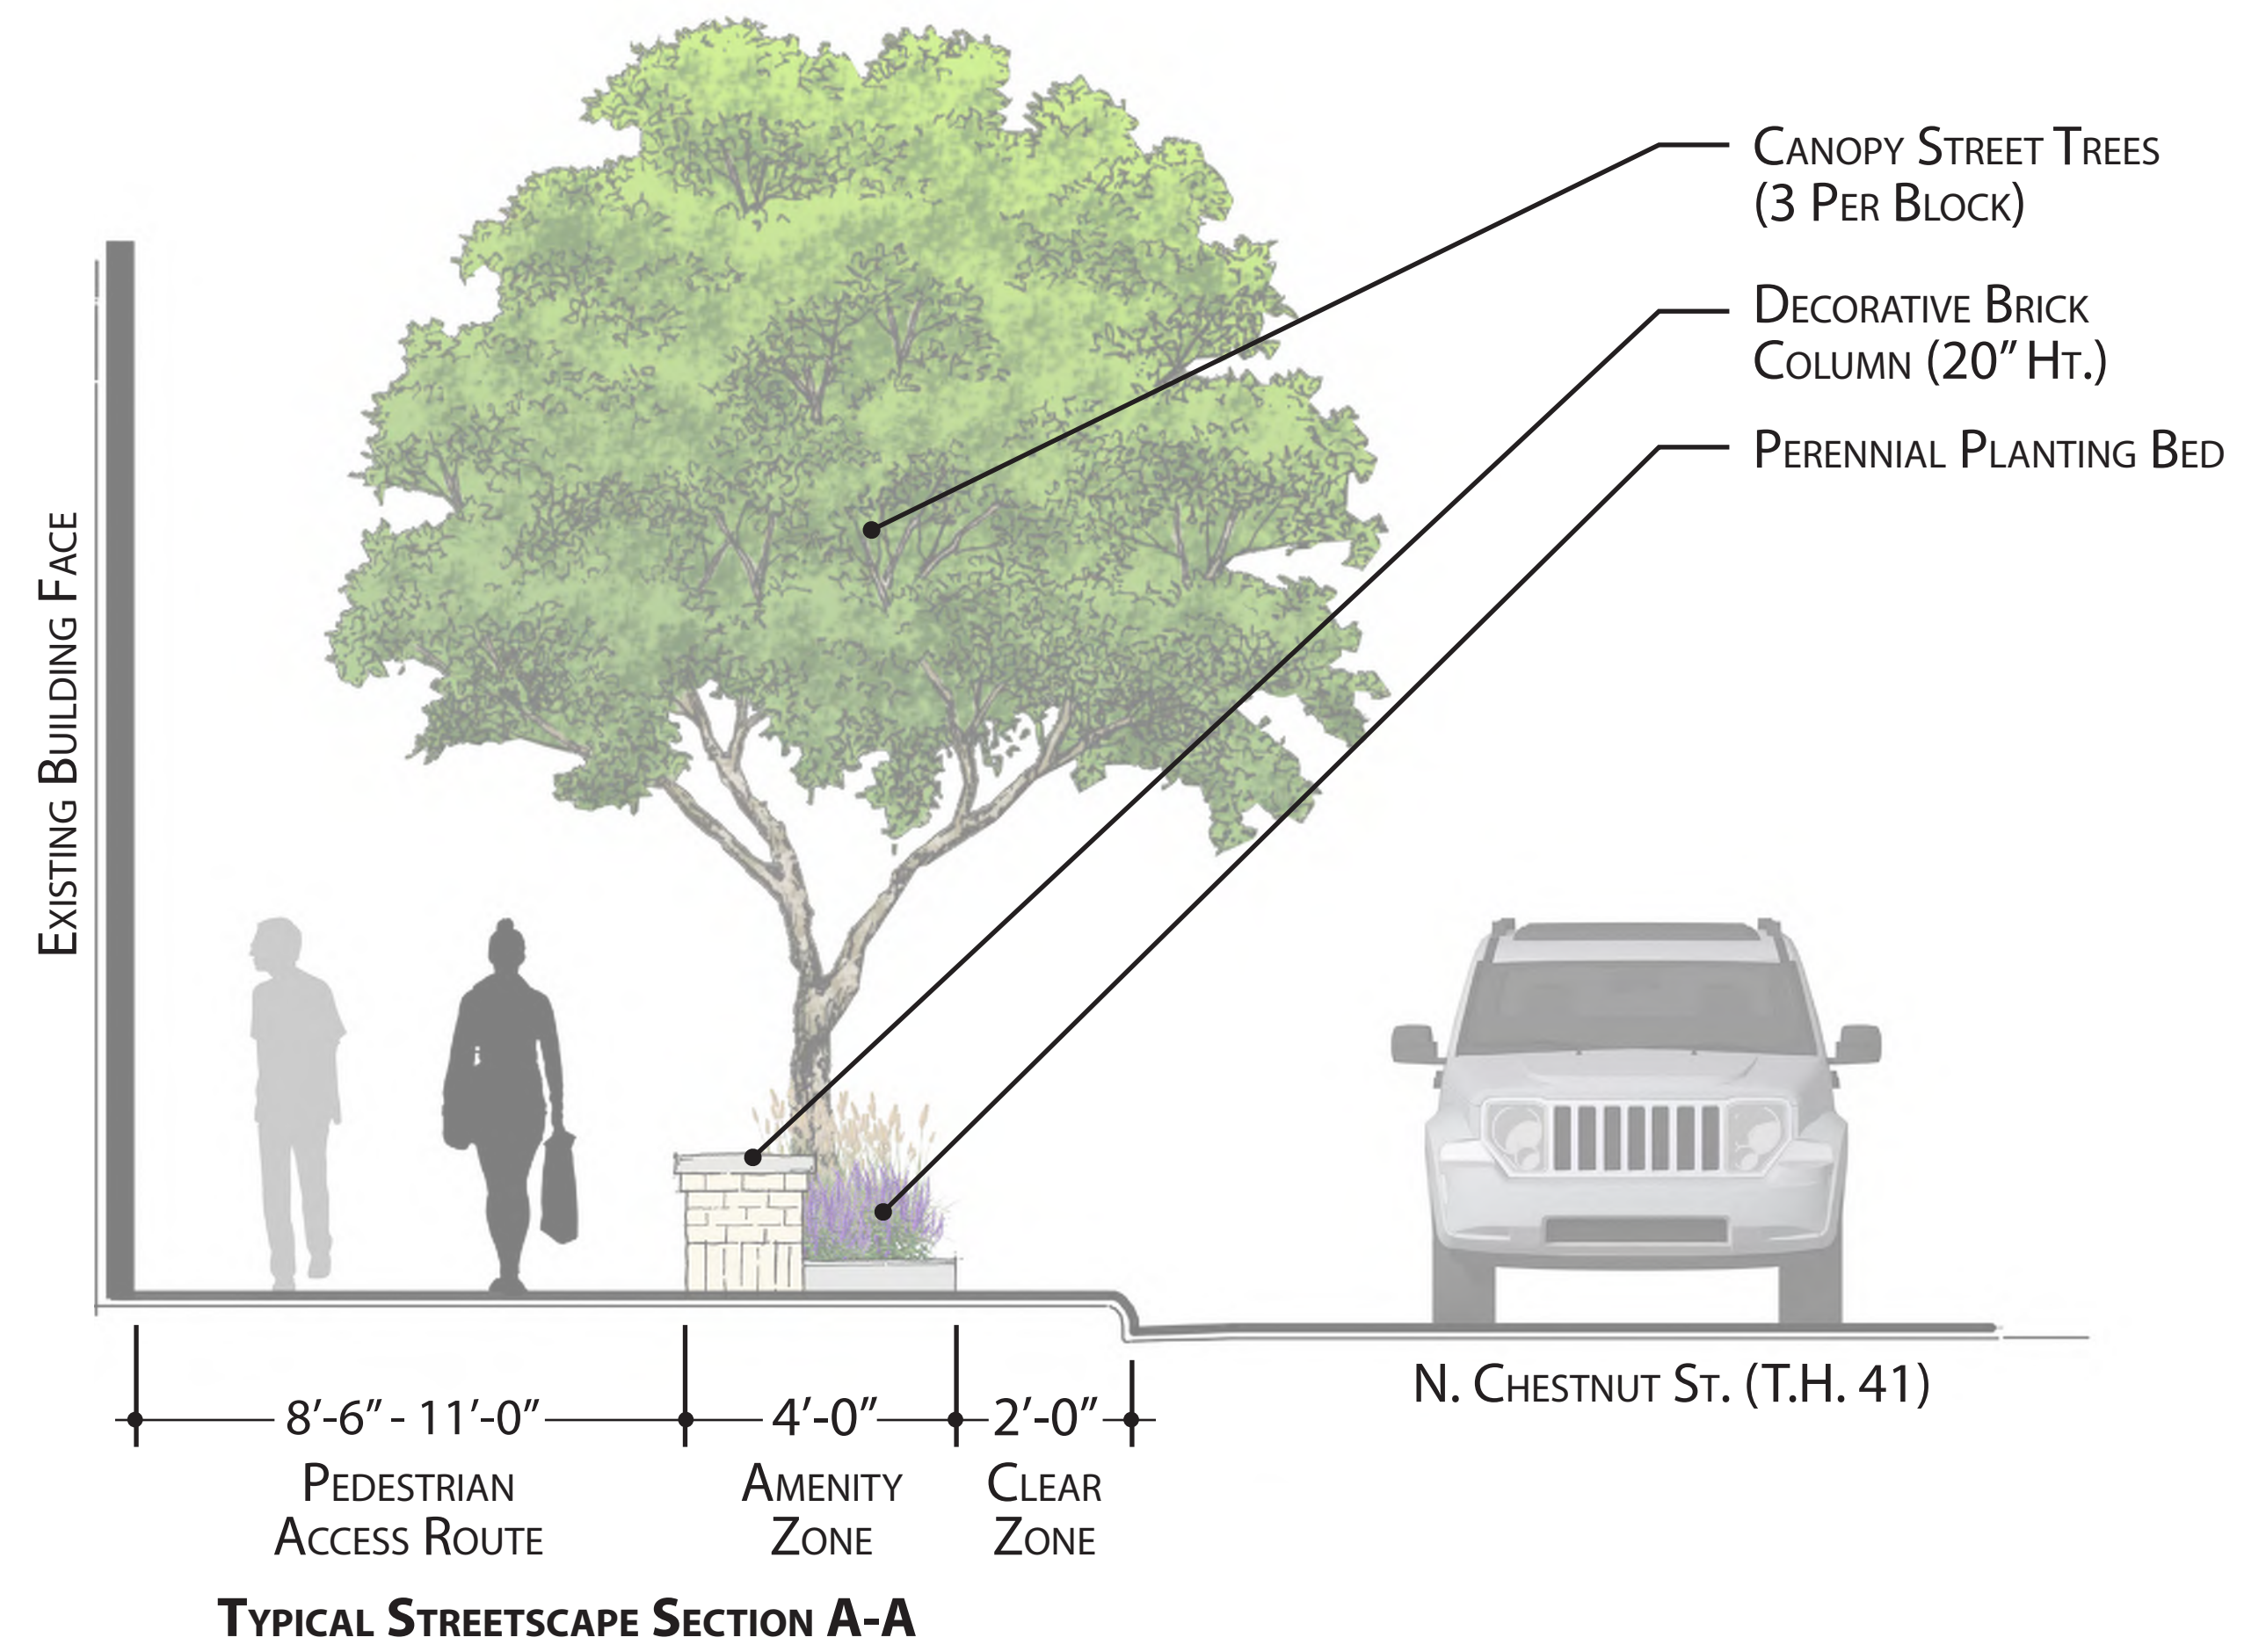 Canopy Street Trees
(3 Per Block)
Decorative Brick
Column (20″ Ht.)
Perennial Planting Bed
Existing Building Face
N. Chestnut St. (T.H. 41)
8′-6″ - 11′-0″
4′-0″
2′-0″
Pedestrian
Access Route
Amenity
Zone
Clear
Zone
Typical Streetscape Section A-A